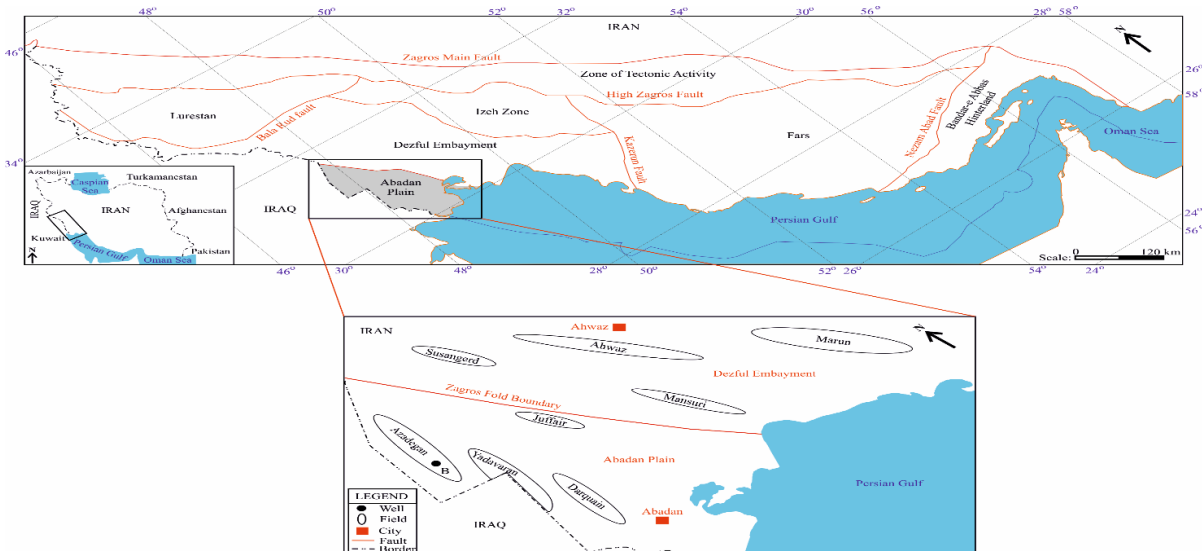 48°
50°
52°
32°
54°
30°
56°
28°
58°
IRAN
N
46°
Zagros Main Fault
Zone of Tectonic Activity
26°
58°
High Zagros Fault
Lurestan
Bala Rud fault
Izeh Zone
Kazerun Fault
Fars
Nezam Abad Fault
Bandar-e Abbas
Hinterland
Oman Sea
Dezful Embayment
34°
Abadan
Plain
IRAQ
Persian Gulf
24°
56°
Azarbaijan
Caspian
Sea
Turkamanestan
IRAQ
IRAN
Afghanestan
Kuwait
Persian Gulf
Pakistan
Oman Sea
N
0
120 km
Scale:
46°
30°
48°
28°
50°
52°
26°
54°
24°
IRAN
Ahwaz
N
Ahwaz
Marun
Susangerd
Dezful Embayment
Zagros Fold Boundary
Mansuri
Juffair
Azadegan
B
Yadavaran
Abadan Plain
Darquain
Persian Gulf
Abadan
IRAQ
LEGEND
Well
Field
City
Fault
Border